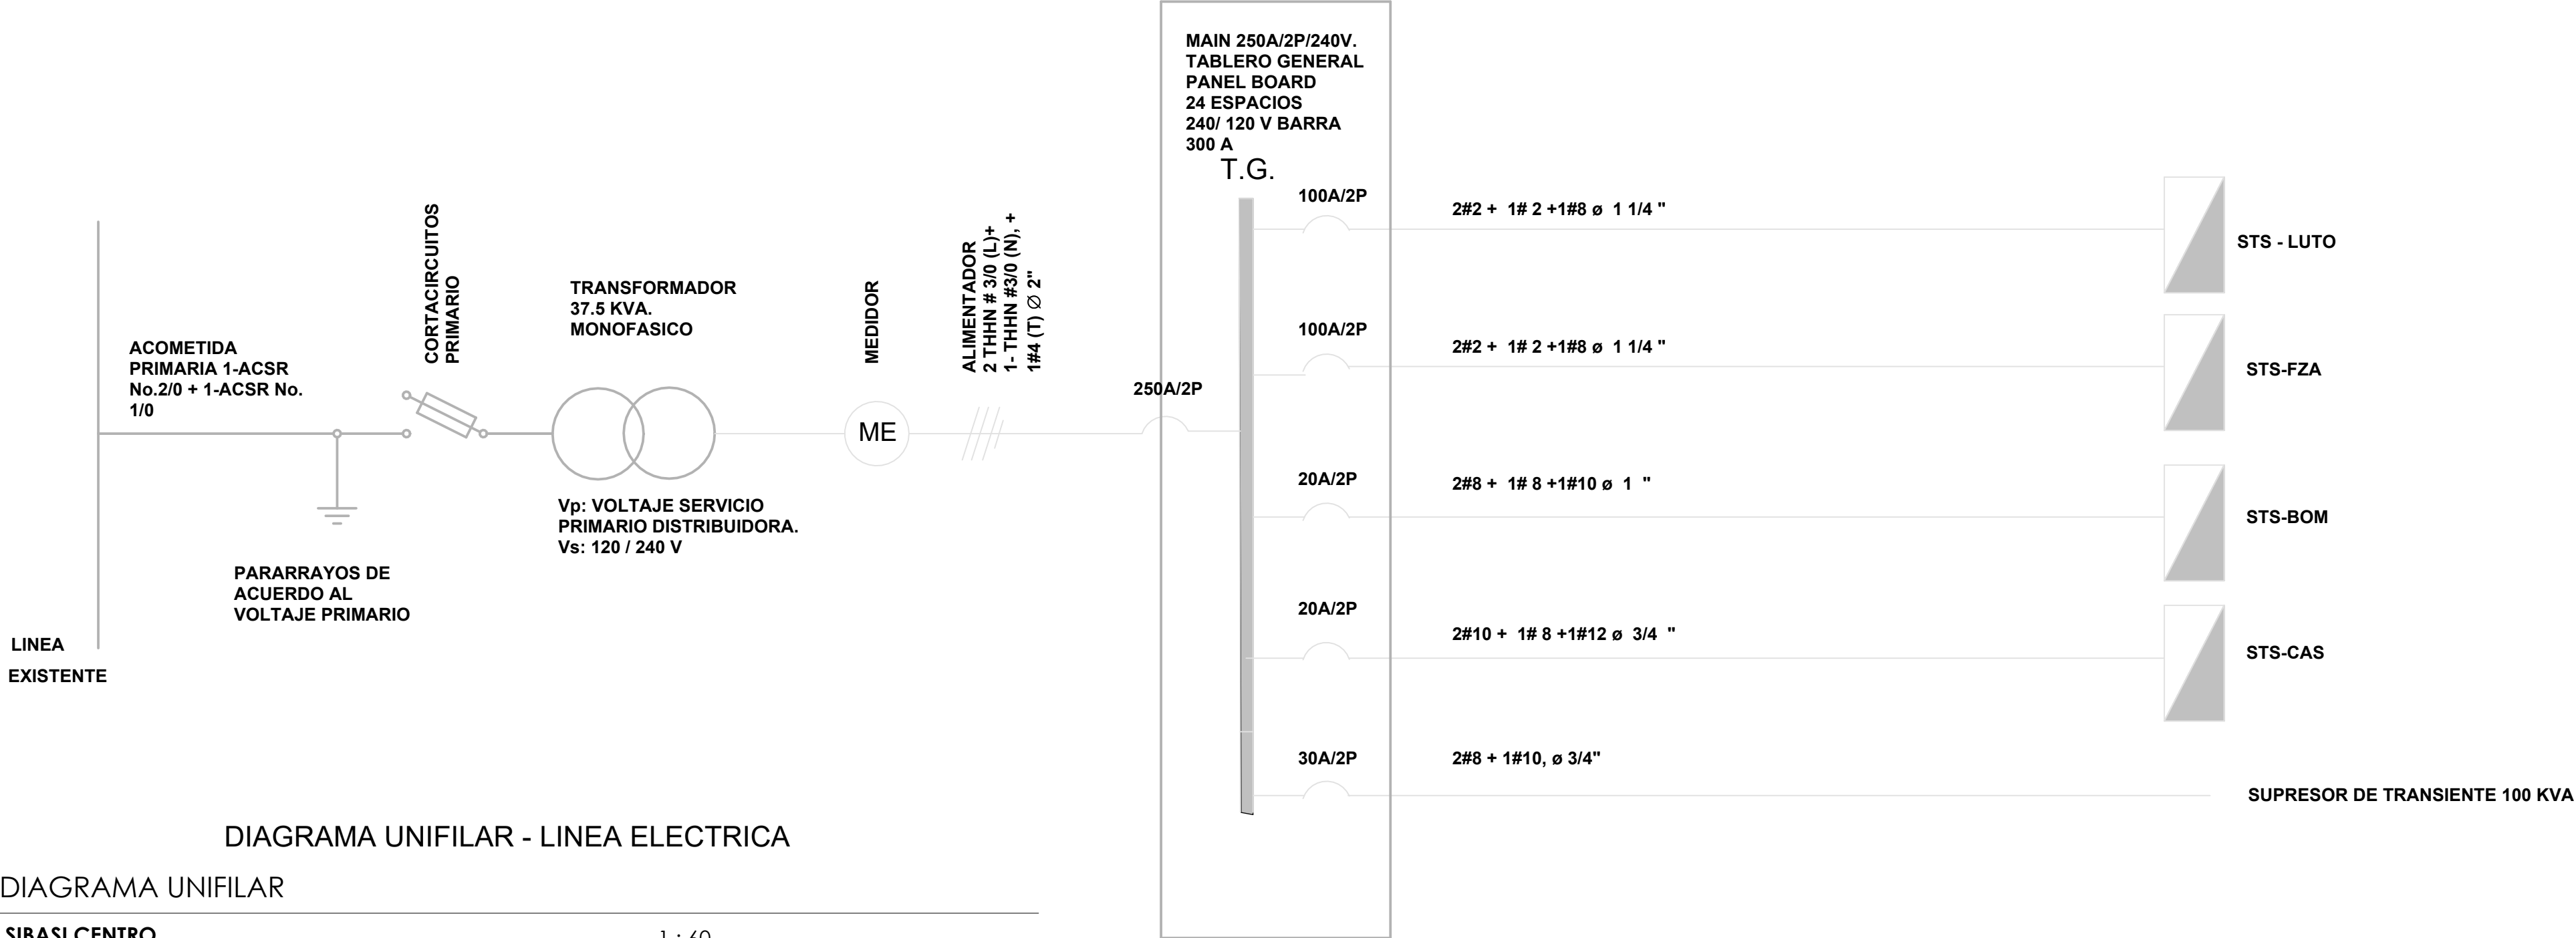 MAIN 250A/2P/240V.
TABLERO GENERAL
PANEL BOARD
24 ESPACIOS
240/ 120 V BARRA
300 A
T.G.
LINEA
EXISTENTE
ACOMETIDA
PRIMARIA 1-ACSR
No.2/0 + 1-ACSR No.
1/0
PARARRAYOS DE
ACUERDO AL
VOLTAJE PRIMARIO
CORTACIRCUITOS
PRIMARIO
TRANSFORMADOR
37.5 KVA.
MONOFASICO
Vp: VOLTAJE SERVICIO
PRIMARIO DISTRIBUIDORA.
Vs: 120 / 240 V
MEDIDOR
ME
ALIMENTADOR
2 THHN # 3/0 (L)+
1- THHN #3/0 (N), +
1#4 (T) ∅ 2"
250A/2P
100A/2P
2#2 + 1# 2 +1#8 ø 1 1/4 "
STS - LUTO
100A/2P
2#2 + 1# 2 +1#8 ø 1 1/4 "
STS-FZA
20A/2P
2#8 + 1# 8 +1#10 ø 1 "
STS-BOM
20A/2P
2#10 + 1# 8 +1#12 ø 3/4 "
STS-CAS
30A/2P
2#8 + 1#10, ø 3/4"
SUPRESOR DE TRANSIENTE 100 KVA
DIAGRAMA UNIFILAR - LINEA ELECTRICA
DIAGRAMA UNIFILAR
SIBASI CENTRO
1 : 60